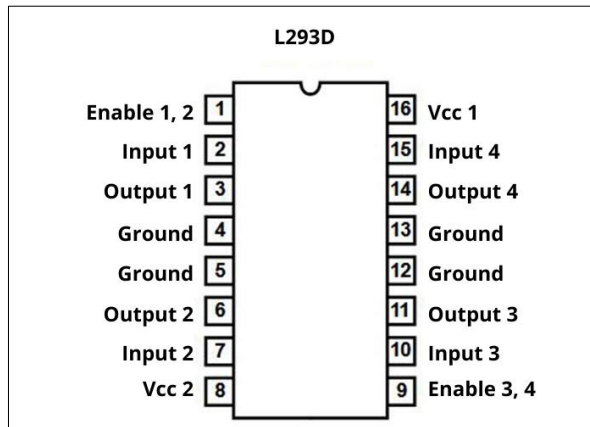 L293D
Enable 1, 2 1 16 Vcc 1
Input 1 2 15 Input 4
Output 1 3 14 Output 4
Ground 4 13 Ground
Ground 5 12 Ground
Output 2 6 11 Output 3
Input 2 7 10 Input 3
Vcc 2 8 9 Enable 3, 4